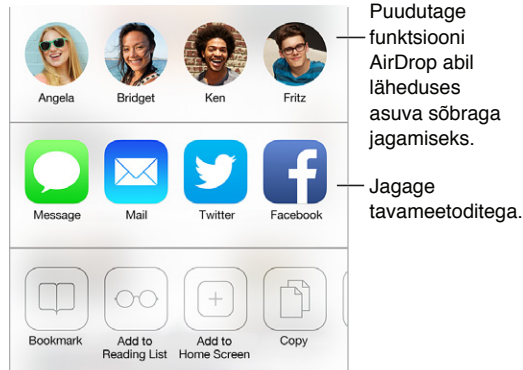 Puudutage
funktsiooni
AirDrop abil
läheduses
asuva sõbraga
jagamiseks.
Angela Bridget Ken Fritz
Jagage
tavameetoditega.
Message Mail Twitter Facebook
Bookmark Add to Reading List Add to Home Screen Copy